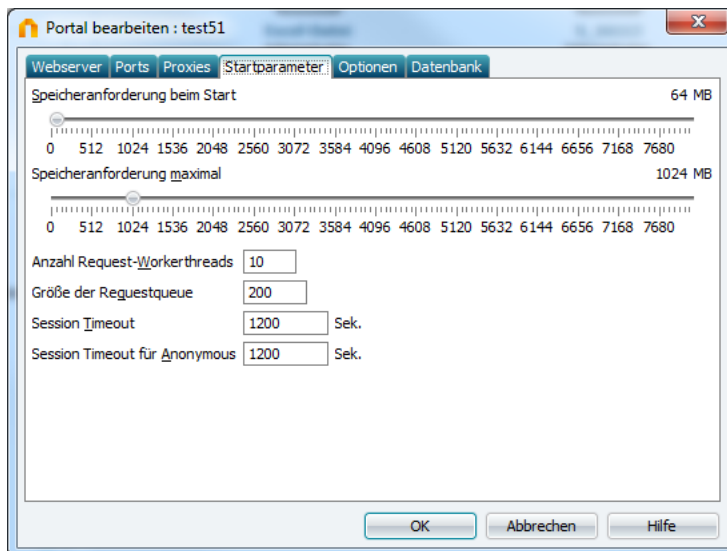 Portal bearbeiten : test51
Webserver Ports Proxies Startparameter Optionen Datenbank
Speicheranforderung beim Start 64 MB
0 512 1024 1536 2048 2560 3072 3584 4096 4608 5120 5632 6144 6656 7168 7680
Speicheranforderung maximal 1024 MB
0 512 1024 1536 2048 2560 3072 3584 4096 4608 5120 5632 6144 6656 7168 7680
Anzahl Request-Workerthreads 10
Größe der Requestqueue 200
Session Timeout 1200 Sek.
Session Timeout für Anonymous 1200 Sek.
OK Abbrechen Hilfe